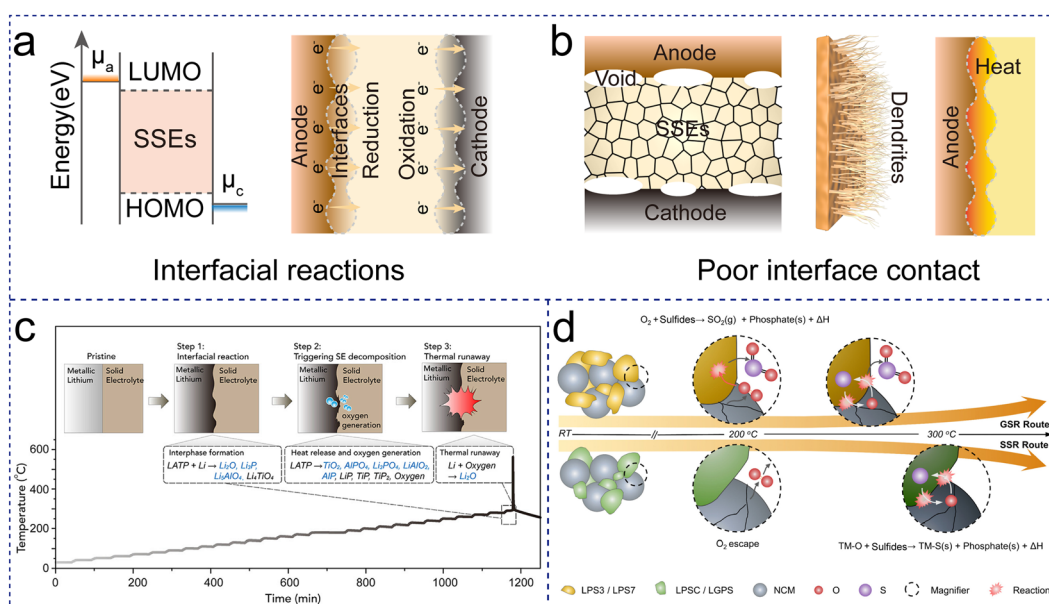 a
Energy(eV)
μa
LUMO
SSEs
HOMO
μc
e-
e-
e-
e-
e-
Anode
Interfaces
Reduction
Oxidation
e-
e-
e-
e-
e-
Cathode
Interfacial reactions
b
Anode
Void
SSEs
Cathode
Dendrites
Anode
Heat
Poor interface contact
c
Pristine
Metallic
Lithium
Solid
Electrolyte
Step 1:
Interfacial reaction
Metallic
Lithium
Solid
Electrolyte
Step 2:
Triggering SE decomposition
Metallic
Lithium
Solid
Electrolyte
oxygen
generation
Step 3:
Thermal runaway
Metallic
Lithium
Solid
Electrolyte
Interphase formation
LATP + Li → Li₂O, Li₃P,
Li₅AlO₄, Li₄TiO₄
Heat release and oxygen generation
LATP →TiO₂, AlPO₄, Li₃PO₄, LiAlO₂,
AlP, LiP, TiP, TiP₂, Oxygen
Li + Oxygen
→ Li₂O
Temperature (°C)
600
400
300
200
0
0
200
400
600
800
1000
1200
Time (min)
d
O₂ + Sulfides→ SO₂(g) + Phosphate(s) + ΔH
GSR Route
RT
//
200 °C
300 °C
SSR Route
O₂ escape
TM-O + Sulfides→ TM-S(s) + Phosphate(s) + ΔH
LPS3 / LPS7
LPSC / LGPS
NCM
O
S
Magnifier
Reaction